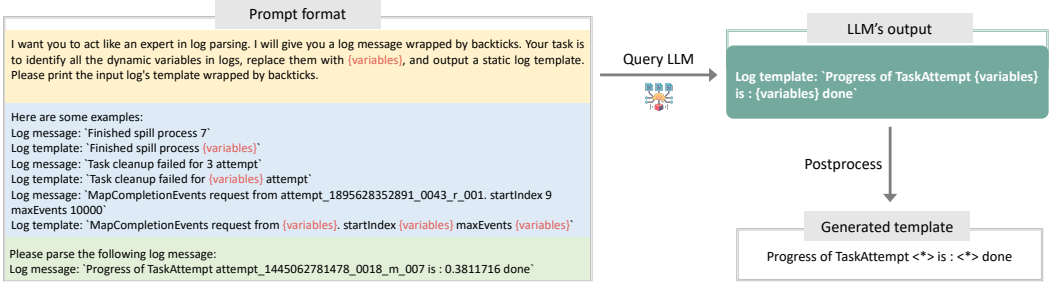 Prompt format
I want you to act like an expert in log parsing. I will give you a log message wrapped by backticks. Your task is
to identify all the dynamic variables in logs, replace them with {variables}, and output a static log template.
Please print the input log's template wrapped by backticks.
Here are some examples:
Log message: `Finished spill process 7`
Log template: `Finished spill process {variables}`
Log message: `Task cleanup failed for 3 attempt`
Log template: `Task cleanup failed for {variables} attempt`
Log message: `MapCompletionEvents request from attempt_1895628352891_0043_r_001. startIndex 9
maxEvents 10000`
Log template: `MapCompletionEvents request from {variables}. startIndex {variables} maxEvents {variables}`
Please parse the following log message:
Log message: `Progress of TaskAttempt attempt_1445062781478_0018_m_007 is : 0.3811716 done`
Query LLM
LLM's output
Log template: `Progress of TaskAttempt {variables}
is : {variables} done`
Postprocess
Generated template
Progress of TaskAttempt <*> is : <*> done